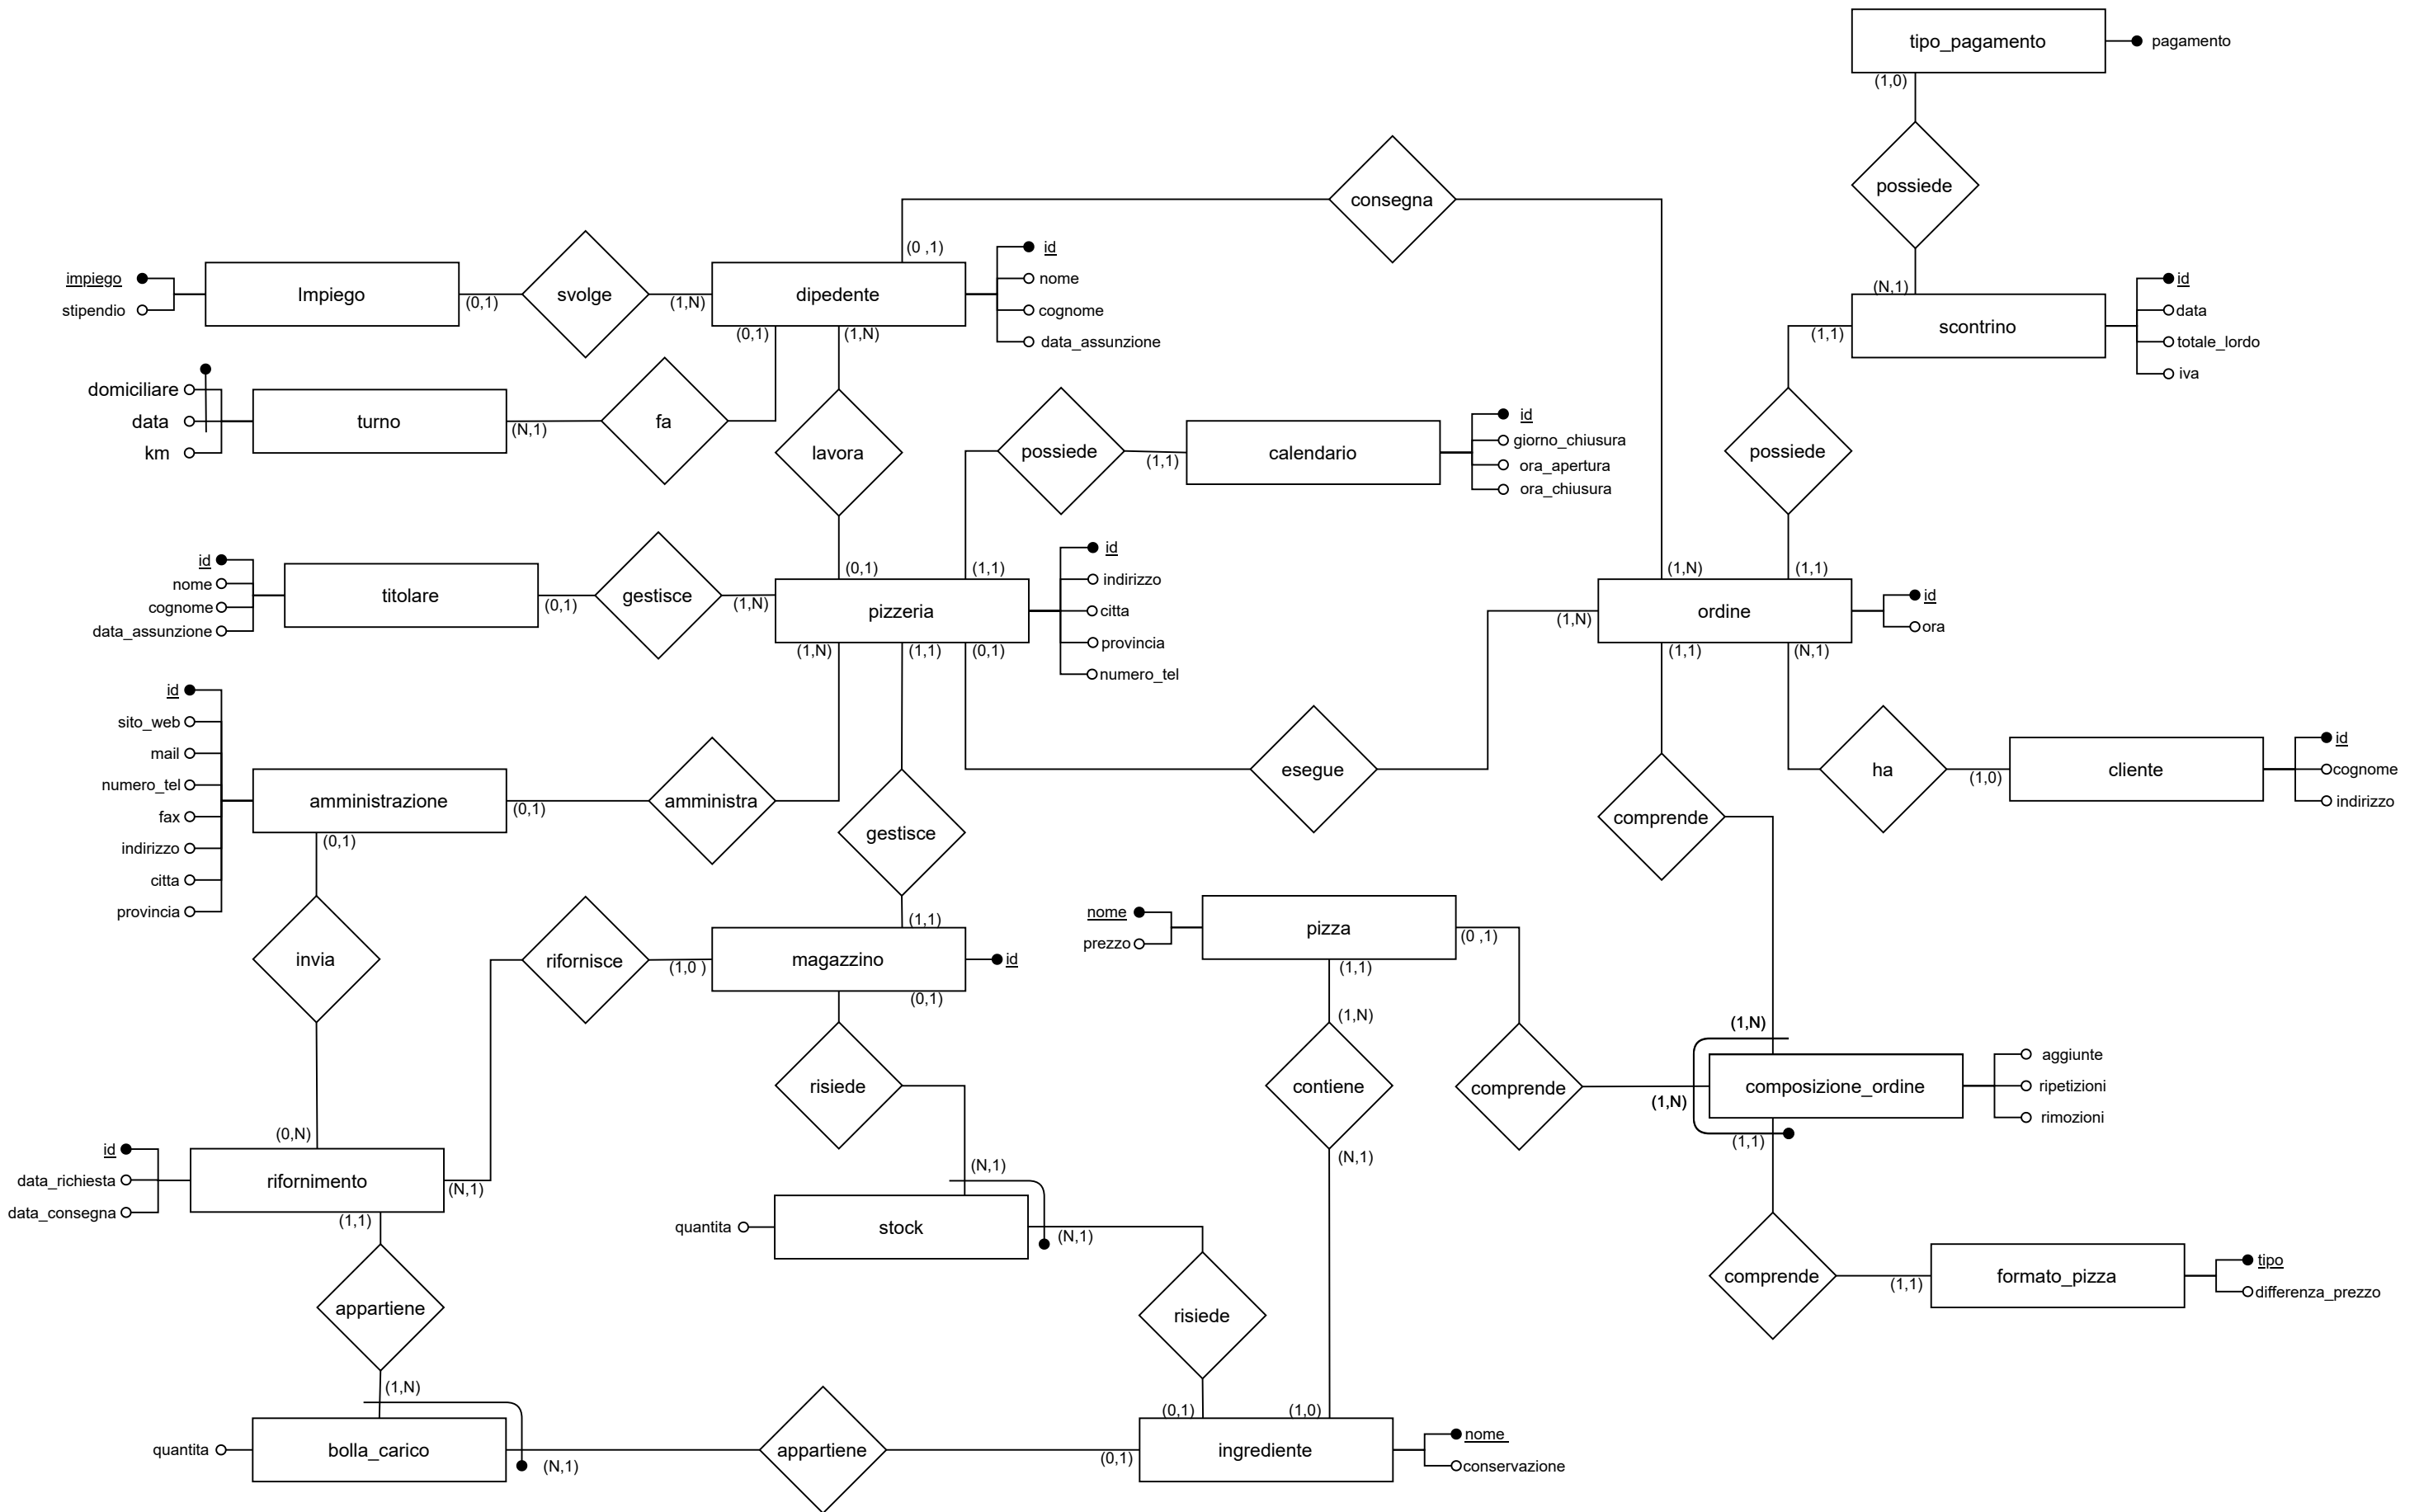 tipo_pagamento
pagamento
(1,0)
possiede
consegna
(0 ,1)
id
impiego
Impiego
svolge
dipedente
nome
(N,1)
id
stipendio
(0,1)
(1,N)
cognome
data
scontrino
(0,1)
(1,N)
data_assunzione
(1,1)
totale_lordo
iva
domiciliare
data
turno
fa
km
(N,1)
lavora
possiede
(1,1)
calendario
id
giorno_chiusura
ora_apertura
ora_chiusura
possiede
id
nome
cognome
data_assunzione
titolare
(0,1)
gestisce
(1,N)
(0,1)
(1,1)
pizzeria
id
indirizzo
citta
provincia
numero_tel
(1,N)
(1,1)
(1,N)
ordine
id
ora
(1,N)
(1,1)
(0,1)
(1,1)
(N,1)
id
sito_web
mail
numero_tel
fax
indirizzo
citta
provincia
amministrazione
(0,1)
(0,1)
amministra
gestisce
esegue
comprende
ha
(1,0)
cliente
id
cognome
indirizzo
invia
rifornisce
(1,0 )
(1,1)
magazzino
id
(0,1)
nome
prezzo
pizza
(0 ,1)
(1,1)
(1,N)
risiede
contiene
comprende
(1,N)
(1,N)
composizione_ordine
aggiunte
ripetizioni
rimozioni
(1,1)
(0,N)
id
data_richiesta
data_consegna
rifornimento
(N,1)
(1,1)
(N,1)
(N,1)
quantita
stock
(N,1)
comprende
(1,1)
formato_pizza
tipo
differenza_prezzo
appartiene
risiede
(1,N)
(0,1)
(1,0)
quantita
bolla_carico
(N,1)
appartiene
(0,1)
ingrediente
nome
conservazione